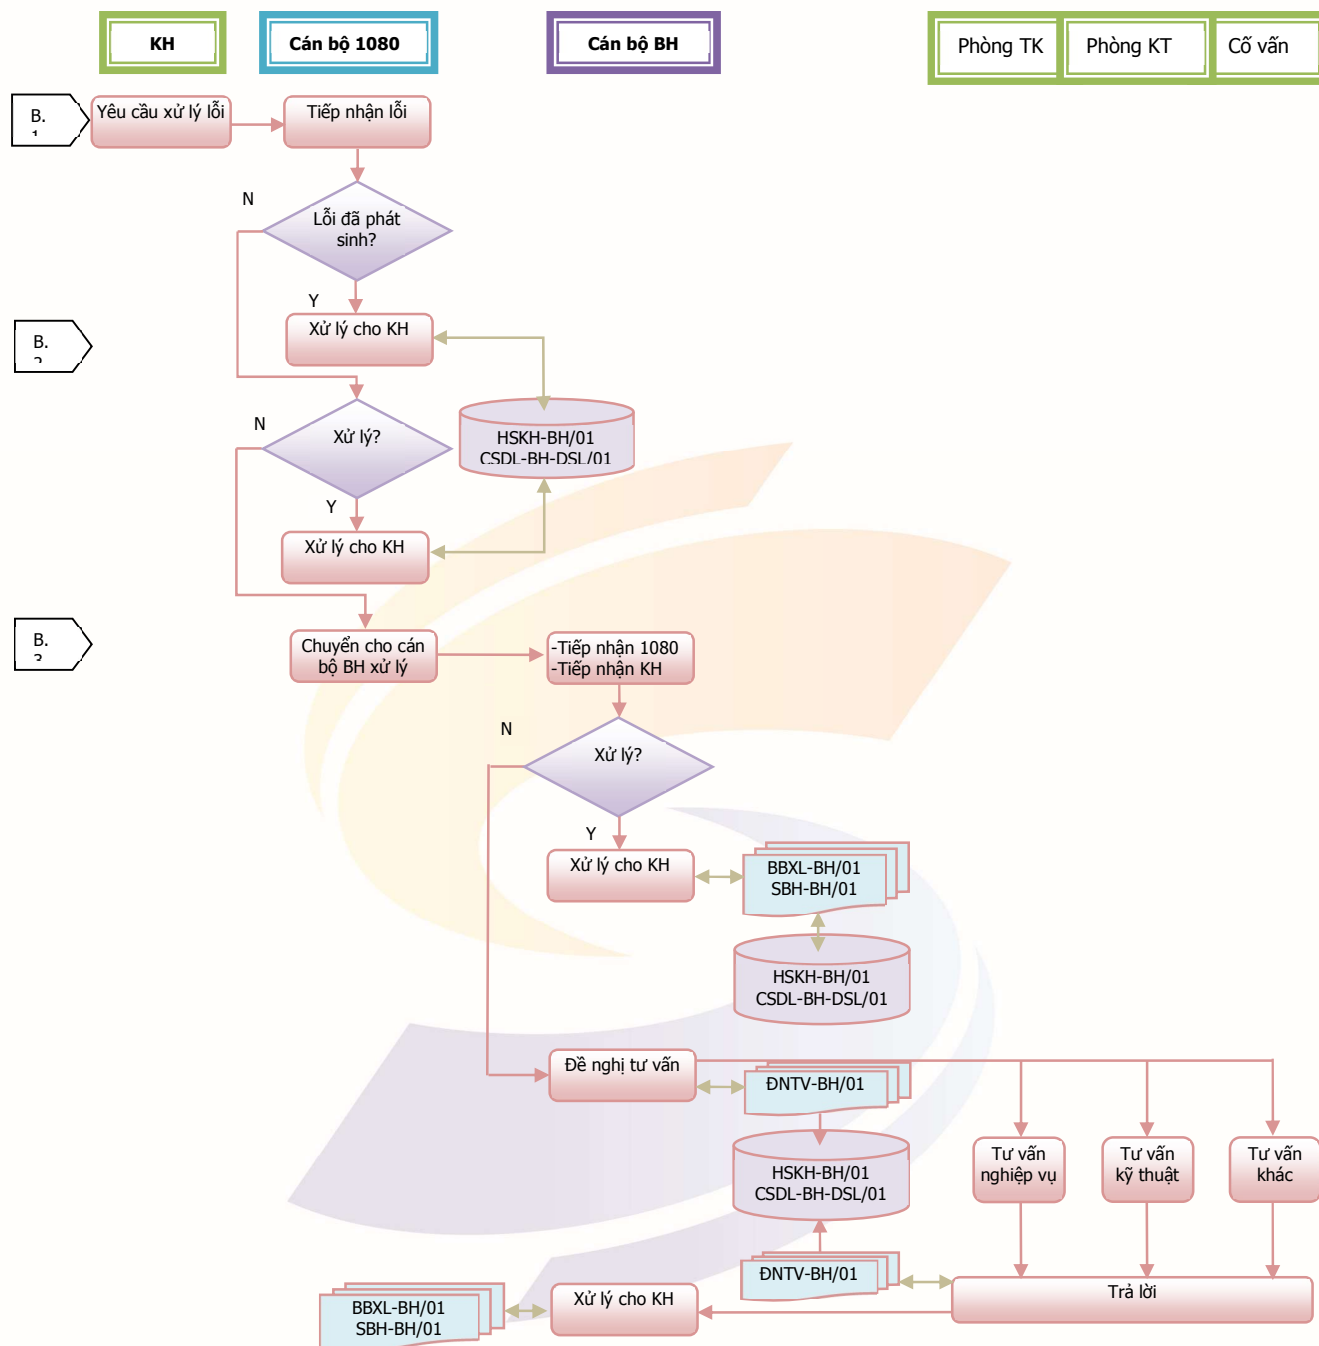 KH
Cán bộ 1080
Cán bộ BH
Phòng TK
Phòng KT
Cố vấn
B.
Yêu cầu xử lý lỗi
Tiếp nhận lỗi
N
Lỗi đã phát
sinh?
Y
B.
Xử lý cho KH
N
Xử lý?
HSKH-BH/01
CSDL-BH-DSL/01
Y
Xử lý cho KH
B.
Chuyển cho cán
bộ BH xử lý
-Tiếp nhận 1080
-Tiếp nhận KH
N
Xử lý?
Y
Xử lý cho KH
BBXL-BH/01
SBH-BH/01
HSKH-BH/01
CSDL-BH-DSL/01
Đề nghị tư vấn
ĐNTV-BH/01
HSKH-BH/01
CSDL-BH-DSL/01
Tư vấn
nghiệp vụ
Tư vấn
kỹ thuật
Tư vấn
khác
ĐNTV-BH/01
Trả lời
Xử lý cho KH
BBXL-BH/01
SBH-BH/01